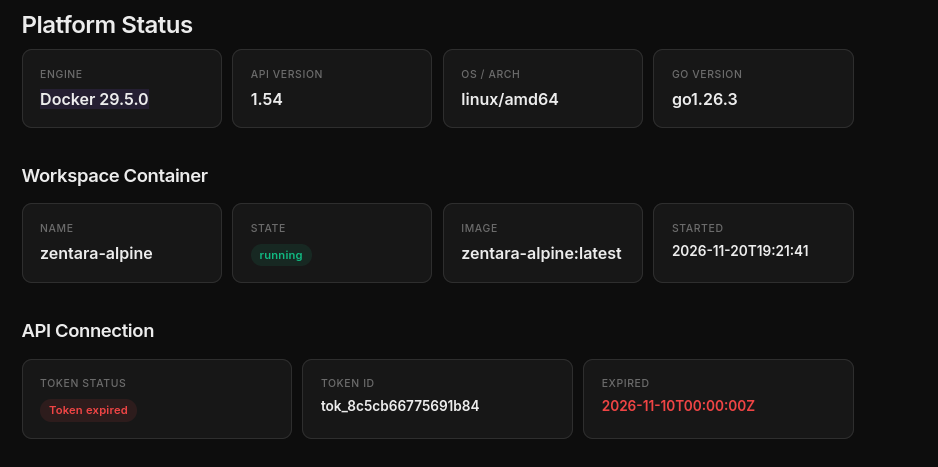 Platform Status
ENGINE
Docker 29.5.0
API VERSION
1.54
OS / ARCH
linux/amd64
GO VERSION
go1.26.3
Workspace Container
NAME
zentara-alpine
STATE
running
IMAGE
zentara-alpine:latest
STARTED
2026-11-20T19:21:41
API Connection
TOKEN STATUS
Token expired
TOKEN ID
tok_8c5cb66775691b84
EXPIRED
2026-11-10T00:00:00Z